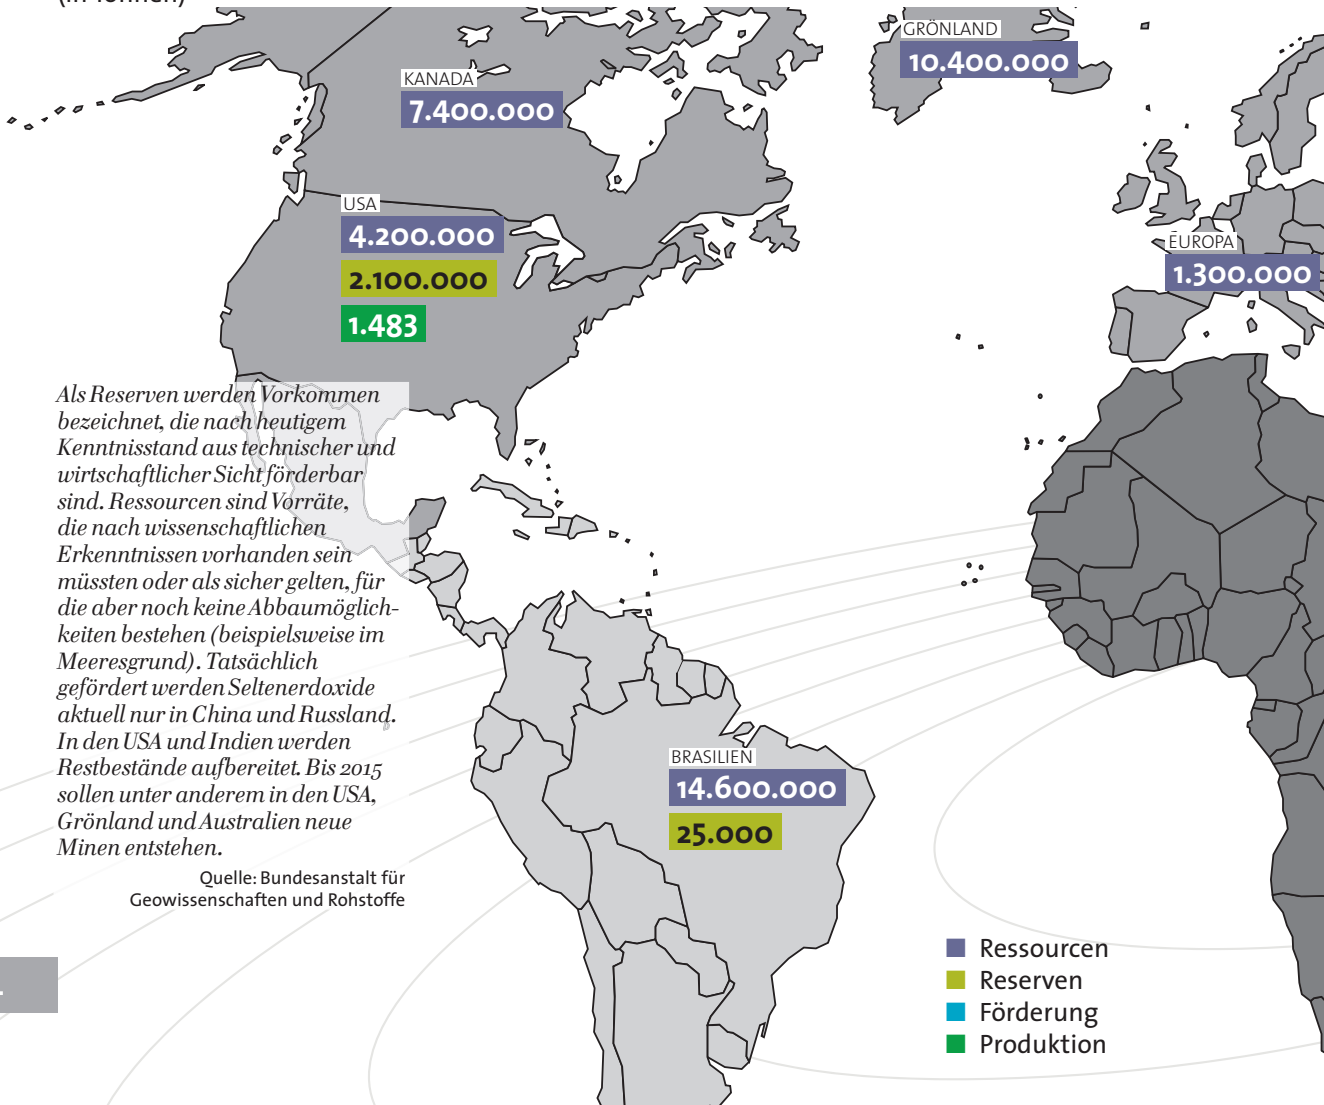 (in Tonnen)
GRÖNLAND
10.400.000
KANADA
7.400.000
USA
4.200.000
2.100.000
1.483
EUROPA
1.300.000
Als Reserven werden Vorkommen
bezeichnet, die nach heutigem
Kenntnisstand aus technischer und
wirtschaftlicher Sicht förderbar
sind. Ressourcen sind Vorräte,
die nach wissenschaftlichen
Erkenntnissen vorhanden sein
müssten oder als sicher gelten, für
die aber noch keine Abbaumöglich-
keiten bestehen (beispielsweise im
Meeresgrund). Tatsächlich
gefördert werden Seltenerdoxide
aktuell nur in China und Russland.
In den USA und Indien werden
Restbestände aufbereitet. Bis 2015
sollen unter anderem in den USA,
Grönland und Australien neue
Minen entstehen.
Quelle: Bundesanstalt für
Geowissenschaften und Rohstoffe
BRASILIEN
14.600.000
25.000
Ressourcen
Reserven
Förderung
Produktion